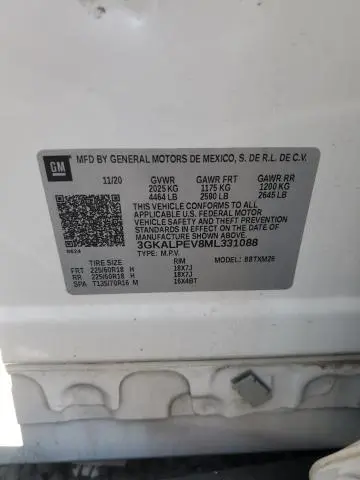 GM
MFD BY GENERAL MOTORS DE MEXICO, S. DE R.L. DE C.V.
11/20 GVWR GAWR FRT GAWR RR
2025 KG 1175 KG 1200 KG
4464 LB 2590 LB 2645 LB
THIS VEHICLE CONFORMS TO ALL
APPLICABLE U.S. FEDERAL MOTOR
VEHICLE SAFETY AND THEFT PREVENTION
STANDARDS IN EFFECT ON THE DATE OF
MANUFACTURE SHOWN ABOVE.
3GKALPEV8ML331088
TYPE: M.P.V. MODEL:
TIRE SIZE RIM
FRT 225/60R18 H 18X7J
RR 225/60R18 H 18X7J
SPA T135/70R16 M 16X4BT